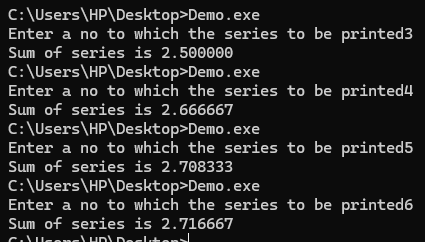 C:\Users\HP\Desktop>Demo.exe
Enter a no to which the series to be printed3
Sum of series is 2.500000
C:\Users\HP\Desktop>Demo.exe
Enter a no to which the series to be printed4
Sum of series is 2.666667
C:\Users\HP\Desktop>Demo.exe
Enter a no to which the series to be printed5
Sum of series is 2.708333
C:\Users\HP\Desktop>Demo.exe
Enter a no to which the series to be printed6
Sum of series is 2.716667
C:\Users\HP\Desktop>